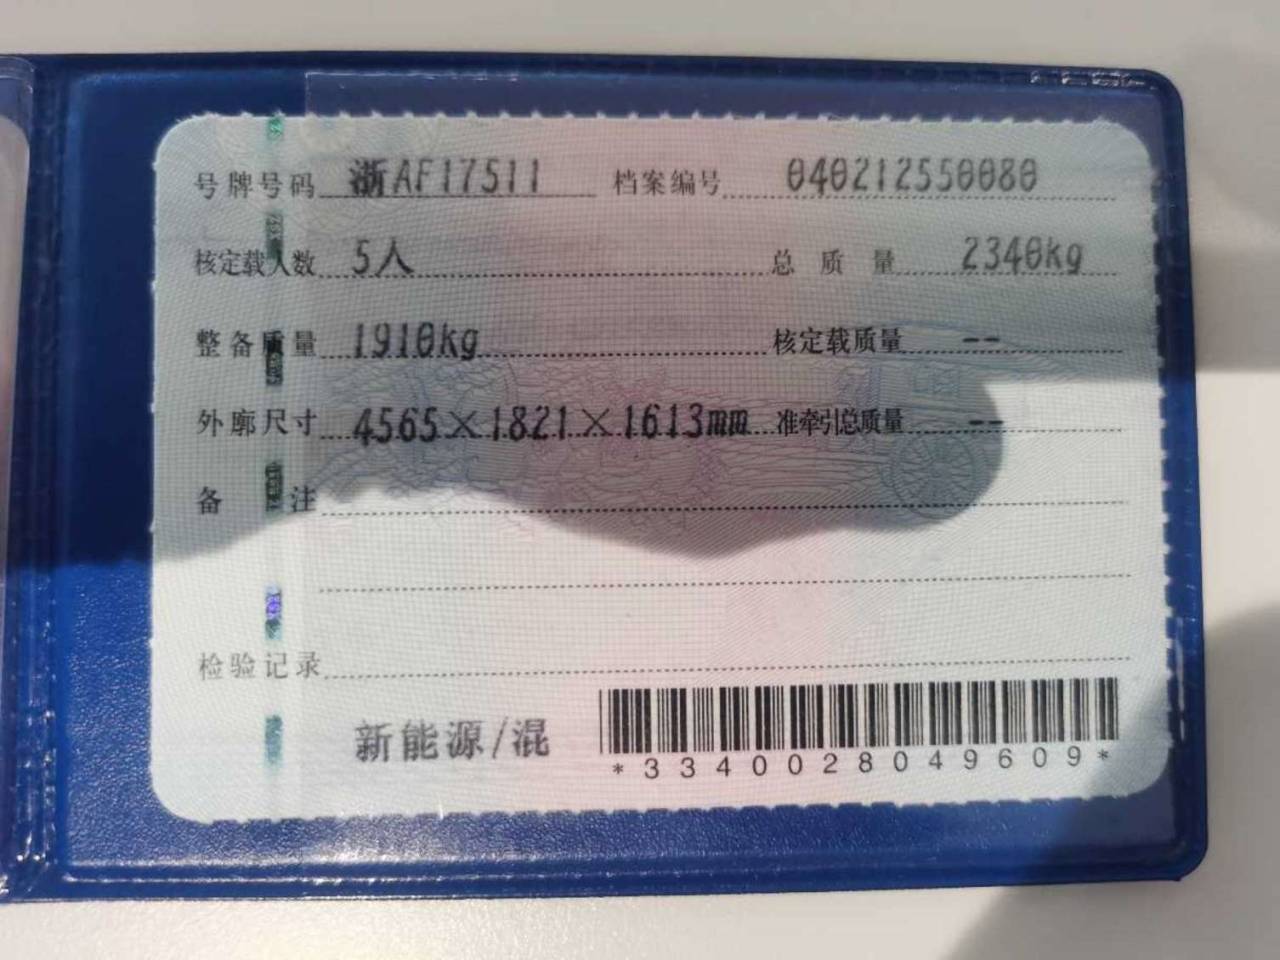 号牌号码 浙AF17511 档案编号 040212550080
核定载人数 5人 总质量 2340kg
整备质量 1910kg 核定载质量 --
外廓尺寸 4565×1821×1613mm 准牵引总质量 --
备注
检验记录
新能源/混
*3340028049609*